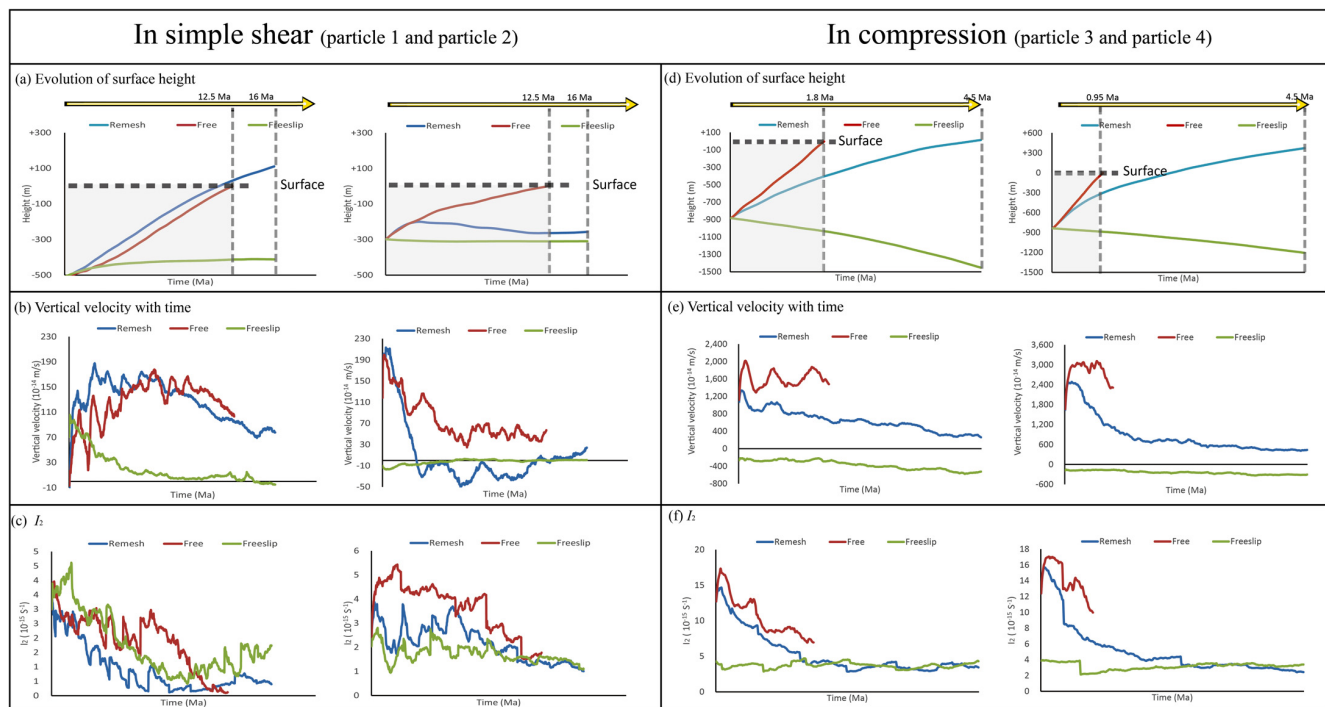 In simple shear (particle 1 and particle 2)
In compression (particle 3 and particle 4)
(a) Evolution of surface height
12.5 Ma 16 Ma
+300
+100
-100
-300
-500
Height (m)
Remesh Free Freeslip
Surface
Time (Ma)
12.5 Ma 16 Ma
+300
+100
-100
-300
-500
Height (m)
Remesh Free Freeslip
Surface
Time (Ma)
(d) Evolution of surface height
1.8 Ma 4.5 Ma
+100
-100
-300
-500
-700
-900
-1100
-1300
-1500
Height (m)
Remesh Free Freeslip
Surface
Time (Ma)
0.95 Ma 4.5 Ma
+600
+300
0
-300
-600
-900
-1200
-1500
Height (m)
Remesh Free Freeslip
Surface
Time (Ma)
(b) Vertical velocity with time
Remesh Free Freeslip
230
190
150
110
70
30
-10
Vertical velocity (10⁻¹⁴ m/s)
Time (Ma)
Remesh Free Freeslip
230
190
150
110
70
30
-10
-50
Vertical velocity (10⁻¹⁴ m/s)
Time (Ma)
(e) Vertical velocity with time
Remesh Free Freeslip
2,400
2,000
1,600
1,200
800
400
0
-400
-800
Vertical velocity (10⁻¹⁴ m/s)
Time (Ma)
Remesh Free Freeslip
3,600
3,000
2,400
1,800
1,200
600
0
-600
Vertical velocity (10⁻¹⁴ m/s)
Time (Ma)
(c) I₂
Remesh Free Freeslip
5
5
4
4
3
3
2
2
1
1
0
I₂ (10⁻¹⁵ S⁻¹)
Time (Ma)
Remesh Free Freeslip
6
5
4
3
2
1
0
I₂ (10⁻¹⁵ S⁻¹)
Time (Ma)
(f) I₂
Remesh Free Freeslip
20
15
10
5
0
I₂ (10⁻¹⁵ S⁻¹)
Time (Ma)
Remesh Free Freeslip
18
16
14
12
10
8
6
4
2
0
I₂ (10⁻¹⁵ S⁻¹)
Time (Ma)